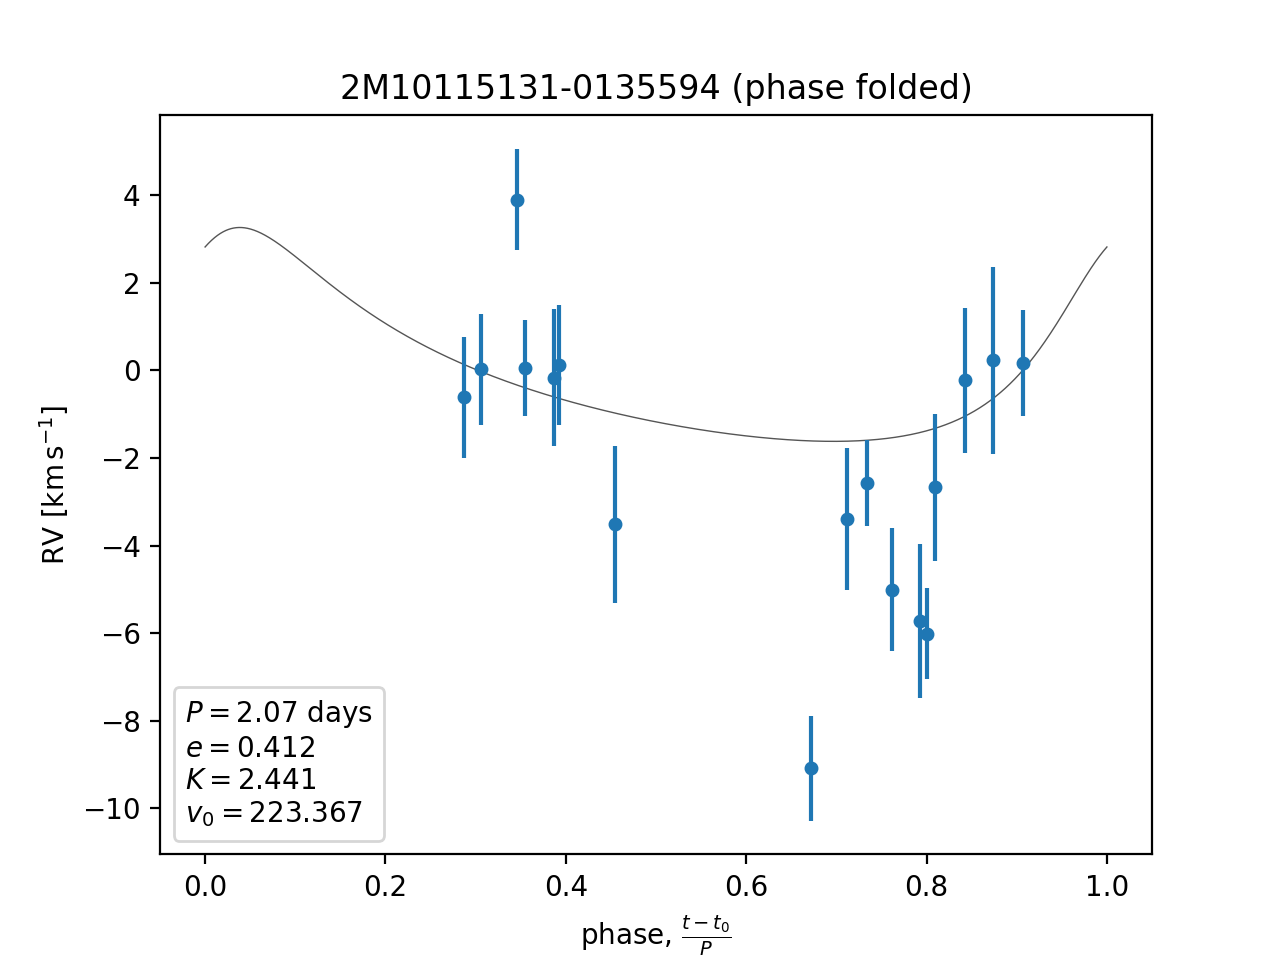 2M10115131-0135594 (phase folded)
4
2
0
−2
−4
−6
−8
−10
RV [km s⁻¹]
P = 2.07 days
e = 0.412
K = 2.441
v₀ = 223.367
0.0 0.2 0.4 0.6 0.8 1.0
phase, (t − t₀)/P